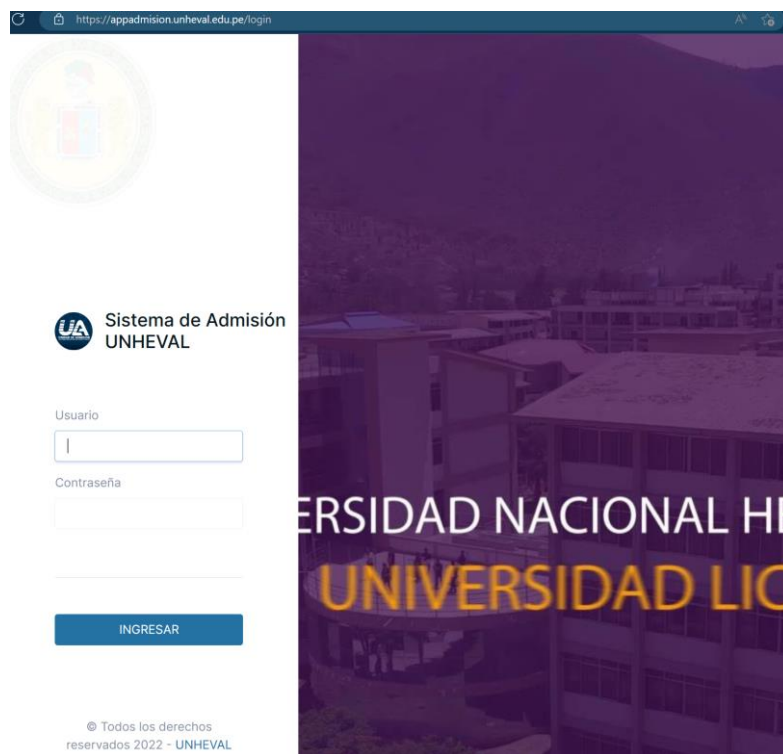 https://appadmision.unheval.edu.pe/login
UA
Sistema de Admisión
UNHEVAL
Usuario
Contraseña
INGRESAR
© Todos los derechos
reservados 2022 - UNHEVAL
ERSIDAD NACIONAL HE
UNIVERSIDAD LIC